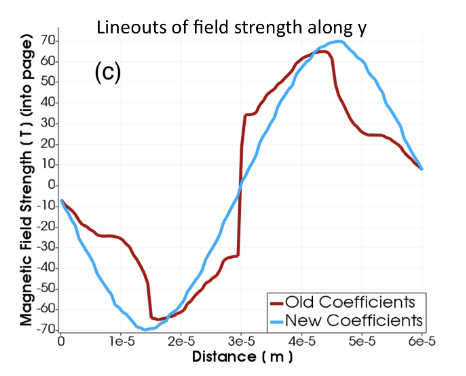 Lineouts of field strength along y
(c)
Magnetic Field Strength ( T ) (into page)
70
60
50
40
30
20
10
0
-10
-20
-30
-40
-50
-60
-70
0
1e-5
2e-5
3e-5
4e-5
5e-5
6e-5
Distance ( m )
Old Coefficients
New Coefficients